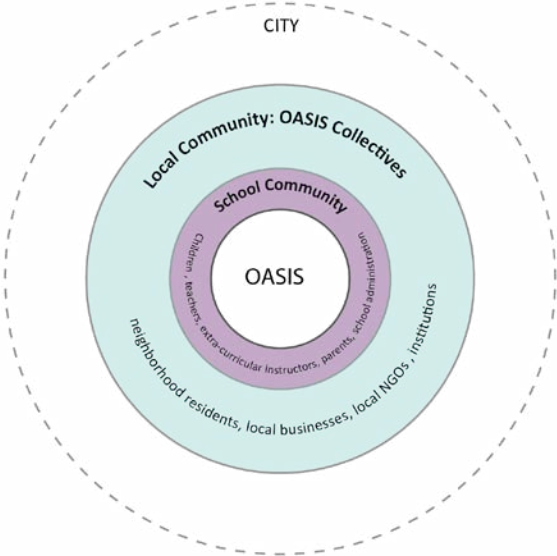 CITY
Local Community: OASIS Collectives
School Community
OASIS
Children , teachers, extra-curricular Instructors, parents, school administration
neighborhood residents, local businesses, local NGOs , institutions